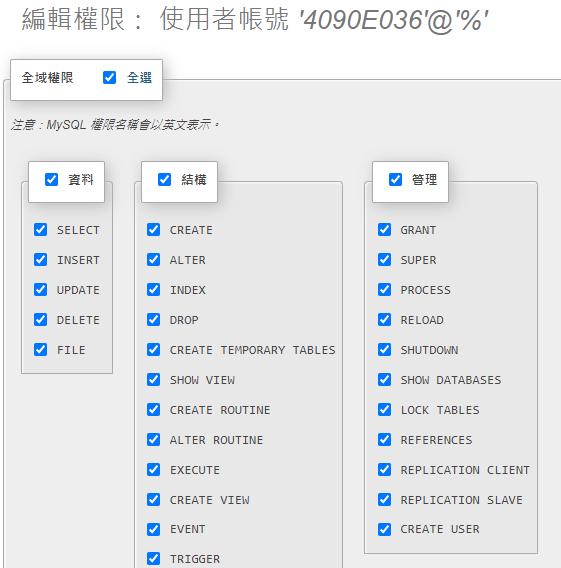 編輯權限： 使用者帳號 '4090E036'@'%'
全域權限 全選
注意：MySQL 權限名稱會以英文表示。
資料
SELECT
INSERT
UPDATE
DELETE
FILE
結構
CREATE
ALTER
INDEX
DROP
CREATE TEMPORARY TABLES
SHOW VIEW
CREATE ROUTINE
ALTER ROUTINE
EXECUTE
CREATE VIEW
EVENT
TRIGGER
管理
GRANT
SUPER
PROCESS
RELOAD
SHUTDOWN
SHOW DATABASES
LOCK TABLES
REFERENCES
REPLICATION CLIENT
REPLICATION SLAVE
CREATE USER